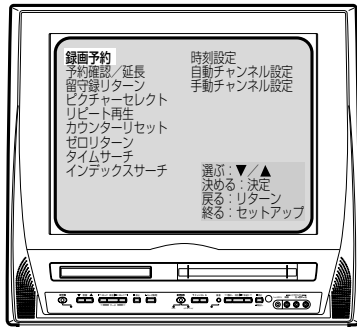 録画予約
予約確認／延長
留守録リターン
ピクチャーセレクト
リピート再生
カウンターリセット
ゼロリターン
タイムサーチ
インデックスサーチ
時刻設定
自動チャンネル設定
手動チャンネル設定
選ぶ：▼／▲
決める：決定
戻る：リターン
終る：セットアップ